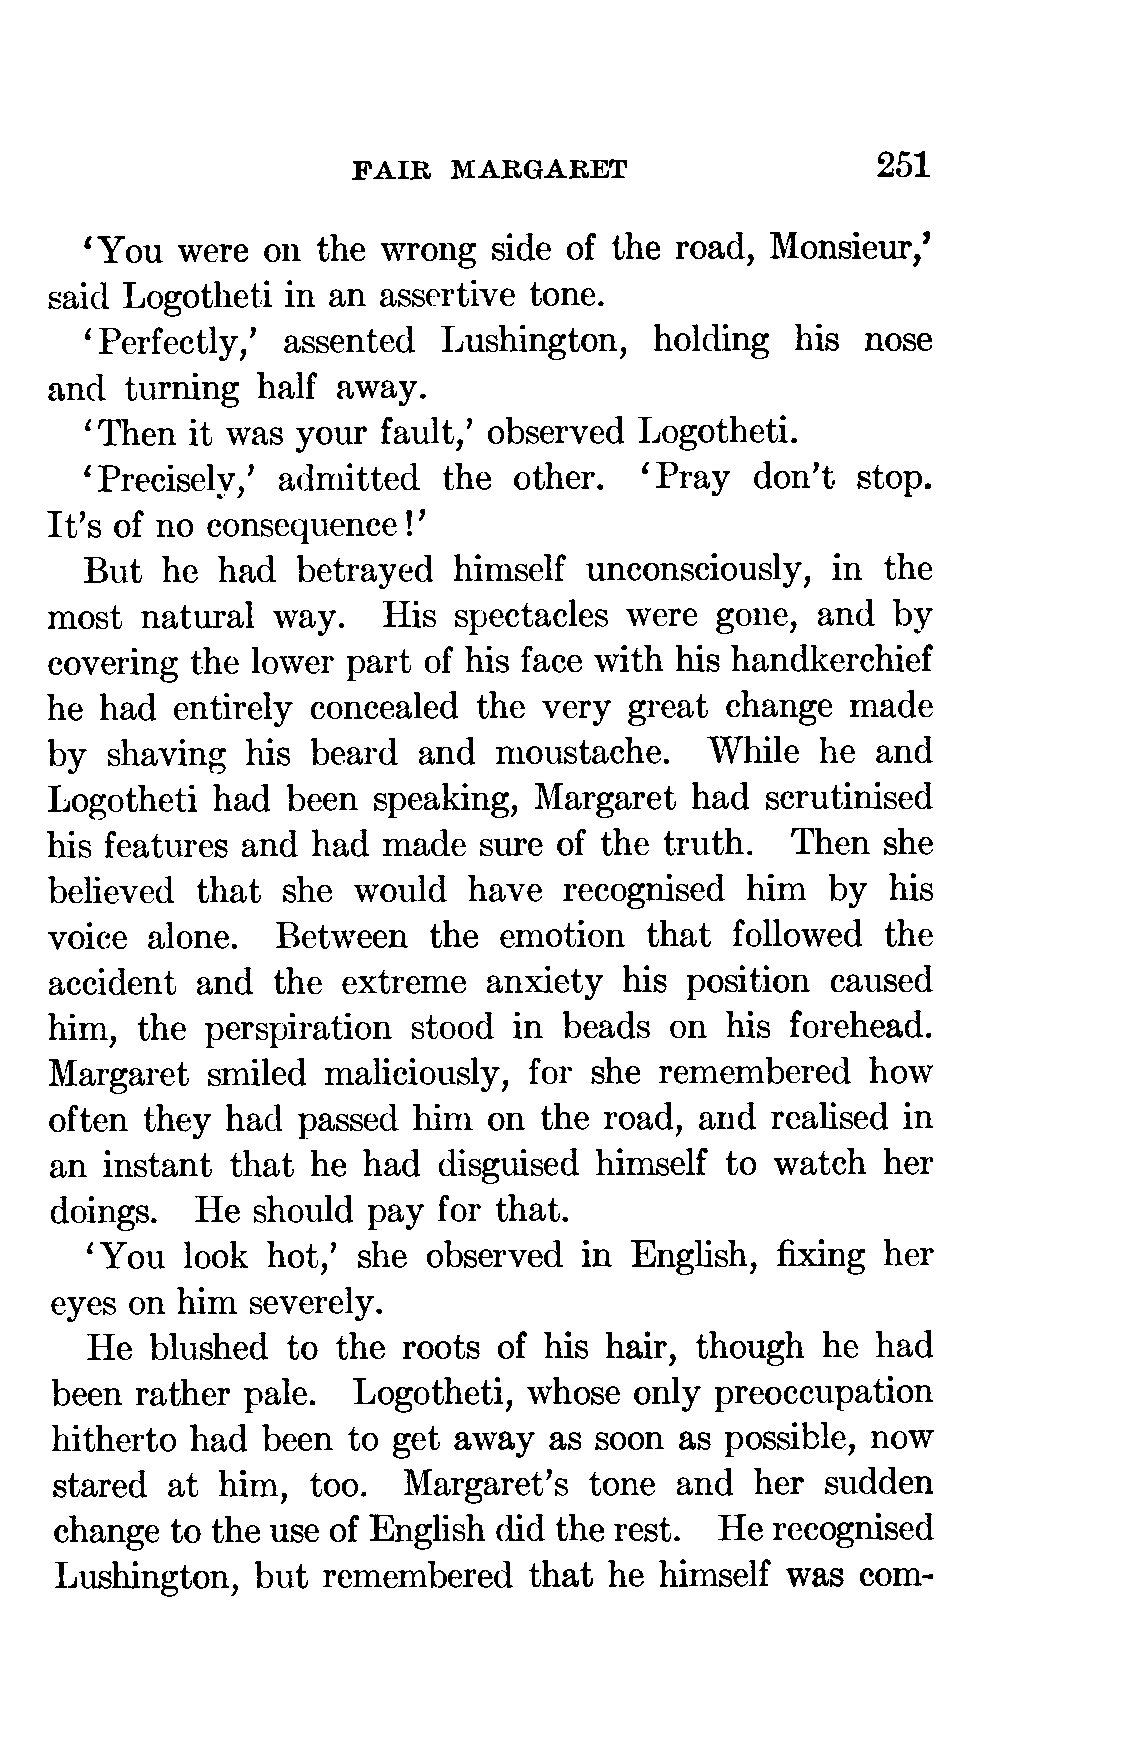 FAIR MARGARET 251
'You were on the wrong side of the road, Monsieur,'
said Logotheti in an assertive tone.
'Perfectly,' assented Lushington, holding his nose
and turning half away.
'Then it was your fault,' observed Logotheti.
'Precisely,' admitted the other. 'Pray don't stop.
It's of no consequence!'
But he had betrayed himself unconsciously, in the
most natural way. His spectacles were gone, and by
covering the lower part of his face with his handkerchief
he had entirely concealed the very great change made
by shaving his beard and moustache. While he and
Logotheti had been speaking, Margaret had scrutinised
his features and had made sure of the truth. Then she
believed that she would have recognised him by his
voice alone. Between the emotion that followed the
accident and the extreme anxiety his position caused
him, the perspiration stood in beads on his forehead.
Margaret smiled maliciously, for she remembered how
often they had passed him on the road, and realised in
an instant that he had disguised himself to watch her
doings. He should pay for that.
'You look hot,' she observed in English, fixing her
eyes on him severely.
He blushed to the roots of his hair, though he had
been rather pale. Logotheti, whose only preoccupation
hitherto had been to get away as soon as possible, now
stared at him, too. Margaret's tone and her sudden
change to the use of English did the rest. He recognised
Lushington, but remembered that he himself was com-